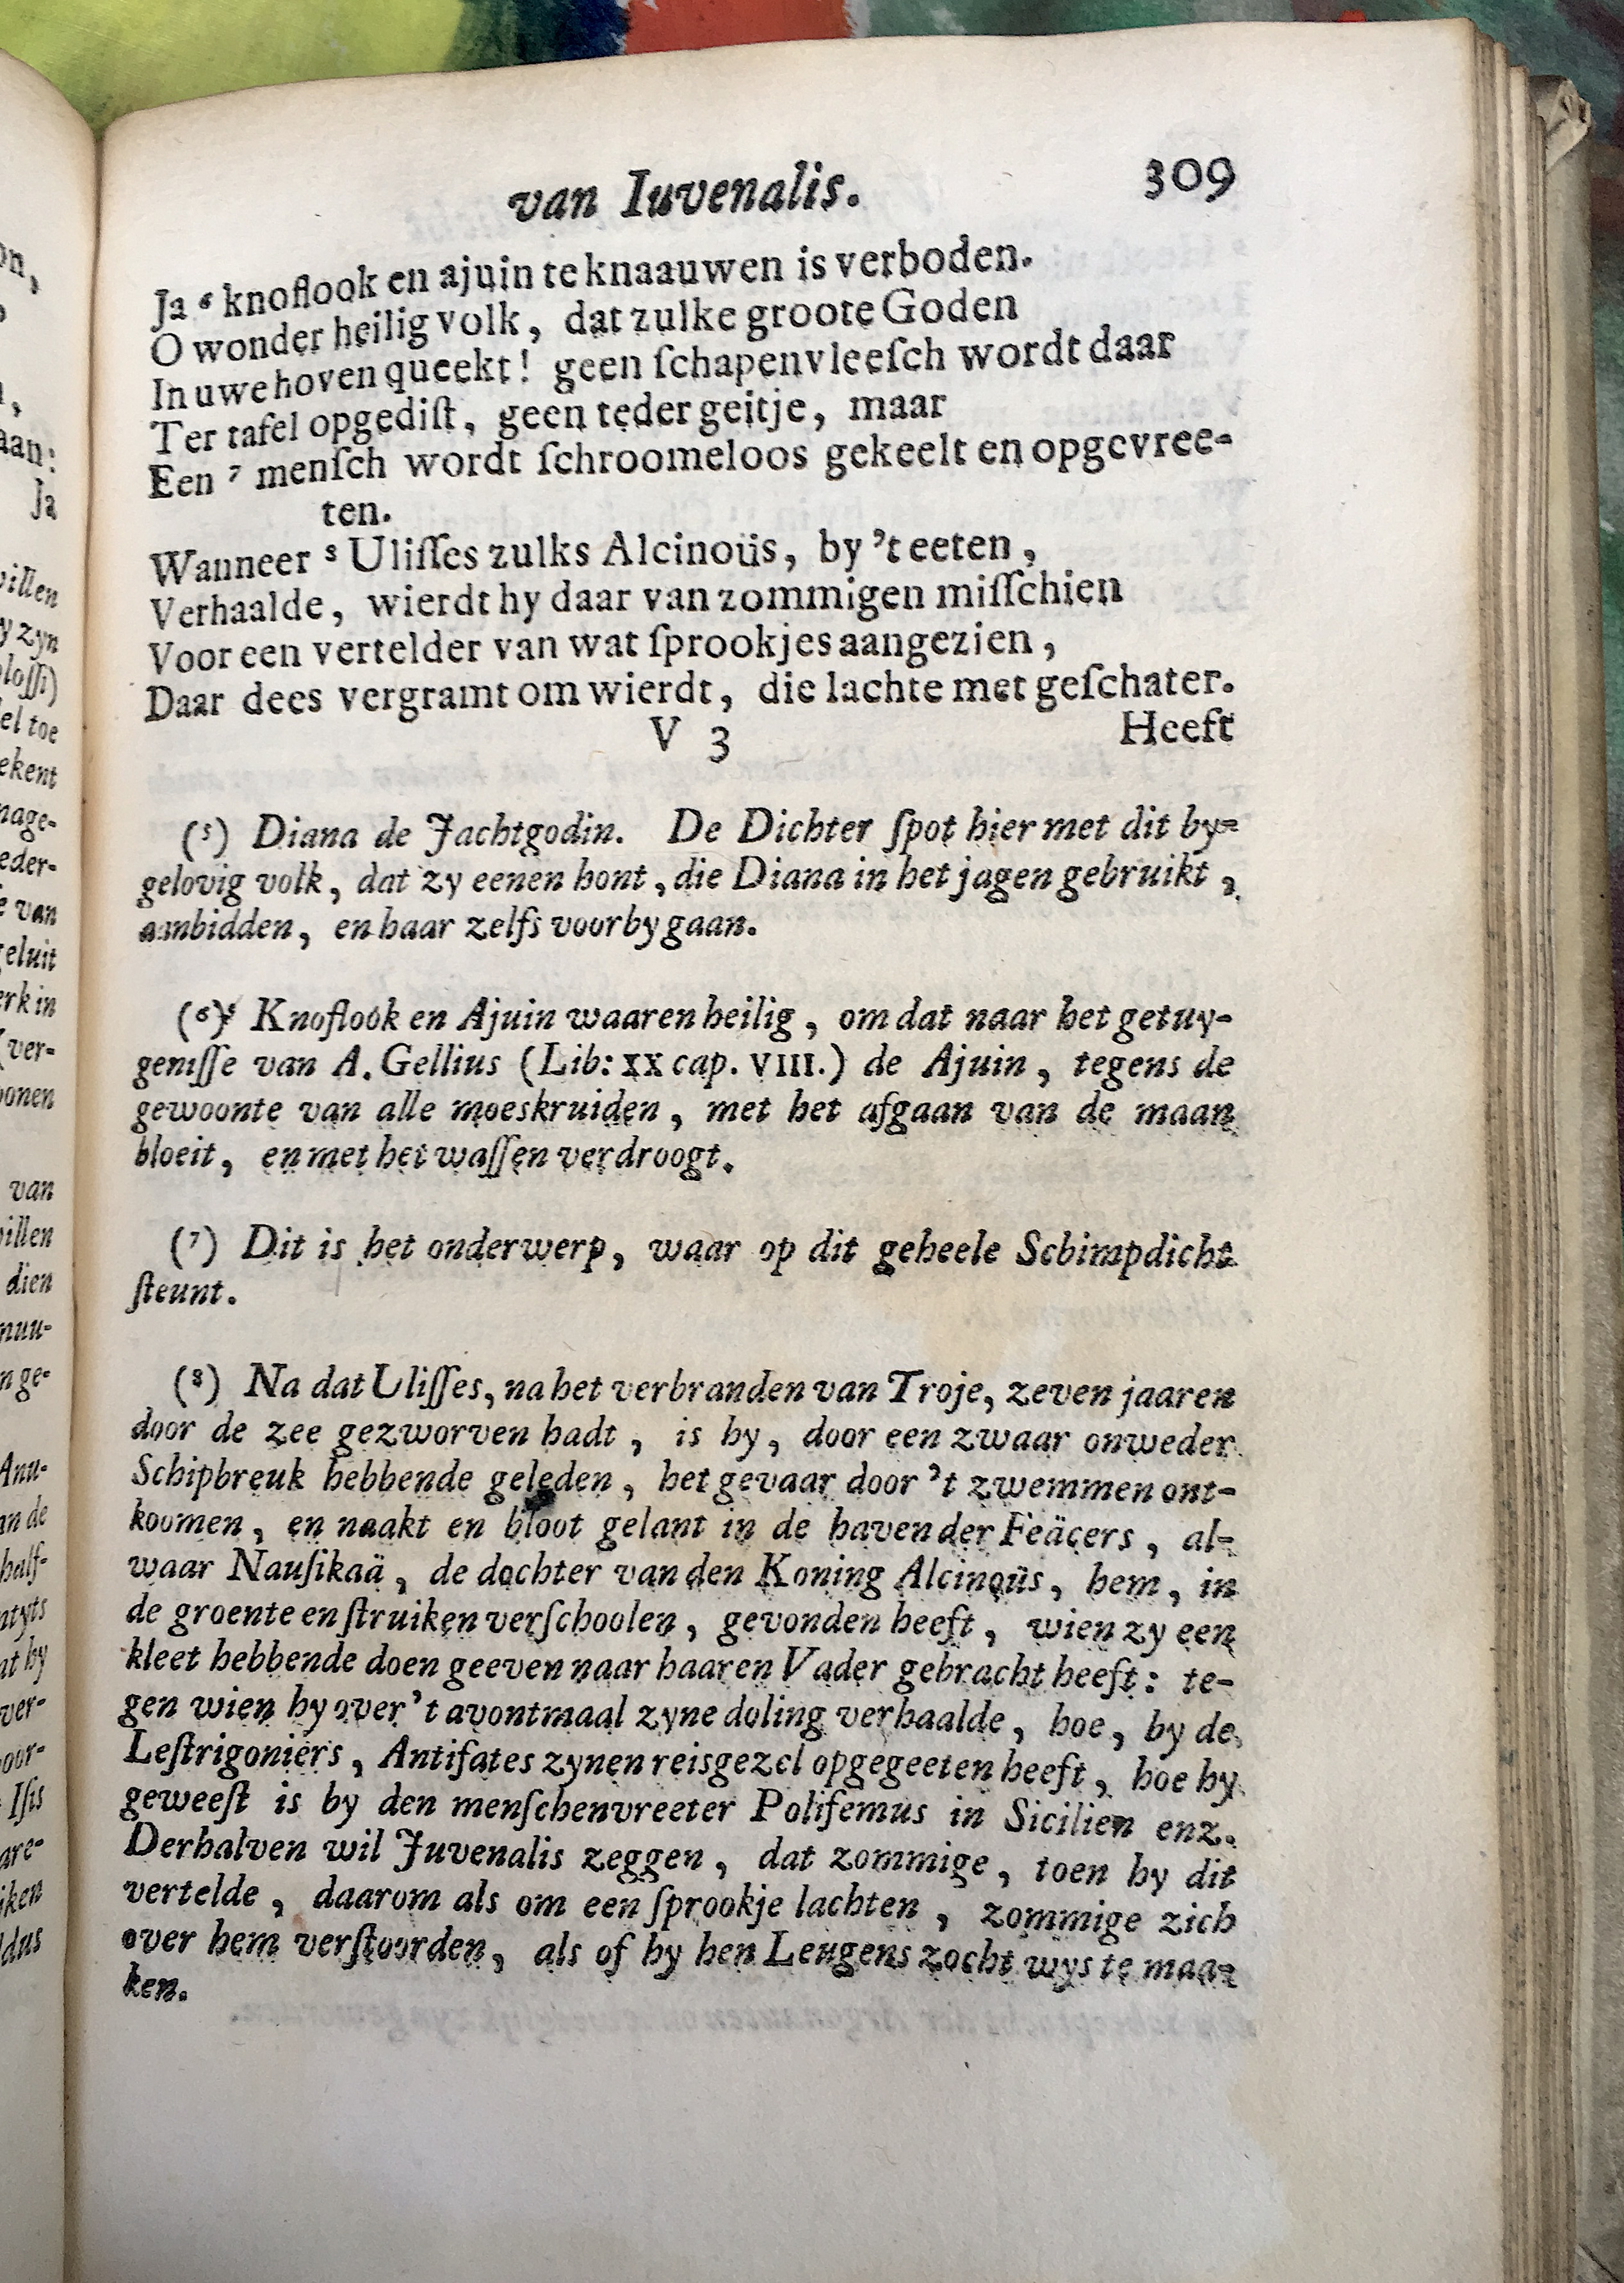 van Iuvenalis. 309
Ja ⁶ knoflook en ajuin te knaauwen is verboden.
O wonder heilig volk, dat zulke groote Goden
In uwe hoven queekt! geen ſchapenvleeſch wordt daar
Ter tafel opgediſt, geen teder geitje, maar
Een ⁷ menſch wordt ſchroomeloos gekeelt en opgevree-
ten.
Wanneer ⁸ Uliſſes zulks Alcinoüs, by 't eeten,
Verhaalde, wierdt hy daar van zommigen miſſchien
Voor een vertelder van wat ſprookjes aangezien,
Daar dees vergramt om wierdt, die lachte met geſchater.
V 3 Heeft
(⁵) Diana de Jachtgodin. De Dichter ſpot hier met dit by-
gelovig volk, dat zy eenen hont, die Diana in het jagen gebruikt,
aanbidden, en haar zelfs voorby gaan.
(⁶) Knoflook en Ajuin waaren heilig, om dat naar het getuy-
geniſſe van A. Gellius (Lib: XX cap. VIII.) de Ajuin, tegens de
gewoonte van alle moeskruiden, met het afgaan van de maan
bloeit, en met het waſſen verdroogt.
(⁷) Dit is het onderwerp, waar op dit geheele Schimpdicht
ſteunt.
(⁸) Na dat Uliſſes, na het verbranden van Troje, zeven jaaren
door de zee gezworven hadt, is hy, door een zwaar onweder
Schipbreuk hebbende geleden, het gevaar door 't zwemmen ont-
koomen, en naakt en bloot gelant in de haven der Feäcers, al-
waar Nauſikaä, de dochter van den Koning Alcinoüs, hem, in
de groente en ſtruiken verſchoolen, gevonden heeft, wien zy een
kleet hebbende doen geeven naar haaren Vader gebracht heeft: te-
gen wien hy over 't avontmaal zyne doling verhaalde, hoe, by de
Leſtrigoniërs, Antifates zynen reisgezel opgegeeten heeft, hoe hy
geweeſt is by den menſchenvreeter Polifemus in Sicilien enz.
Derhalven wil Juvenalis zeggen, dat zommige, toen hy dit
vertelde, daarom als om een ſprookje lachten, zommige zich
over hem verſtoorden, als of hy hen Leugens zocht wys te maa-
ken.